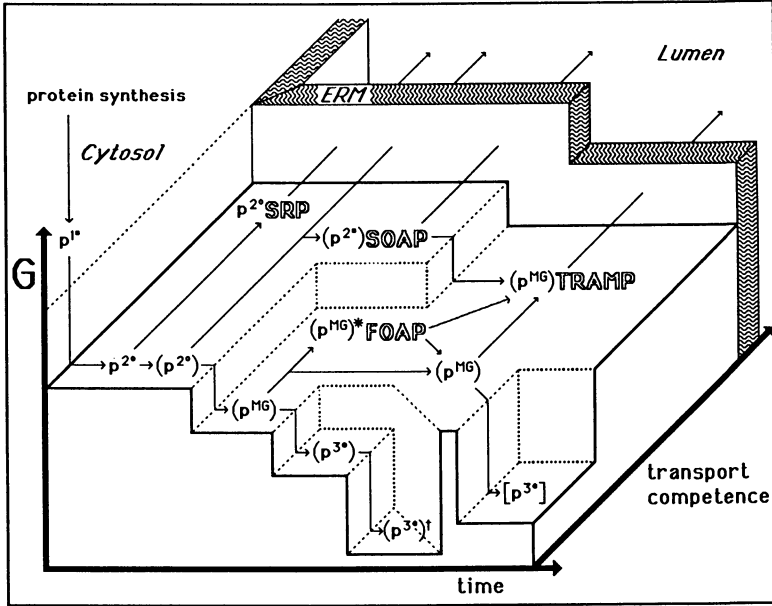 Lumen
ERM
protein synthesis
Cytosol
p²°SRP
p¹°
(p²°)SOAP
G
(pᴹᴳ)TRAMP
(pᴹᴳ)*FOAP
p²° (p²°)
(pᴹᴳ)
(pᴹᴳ)
(p³°)
transport
competence
[p³°]
(p³°)†
time